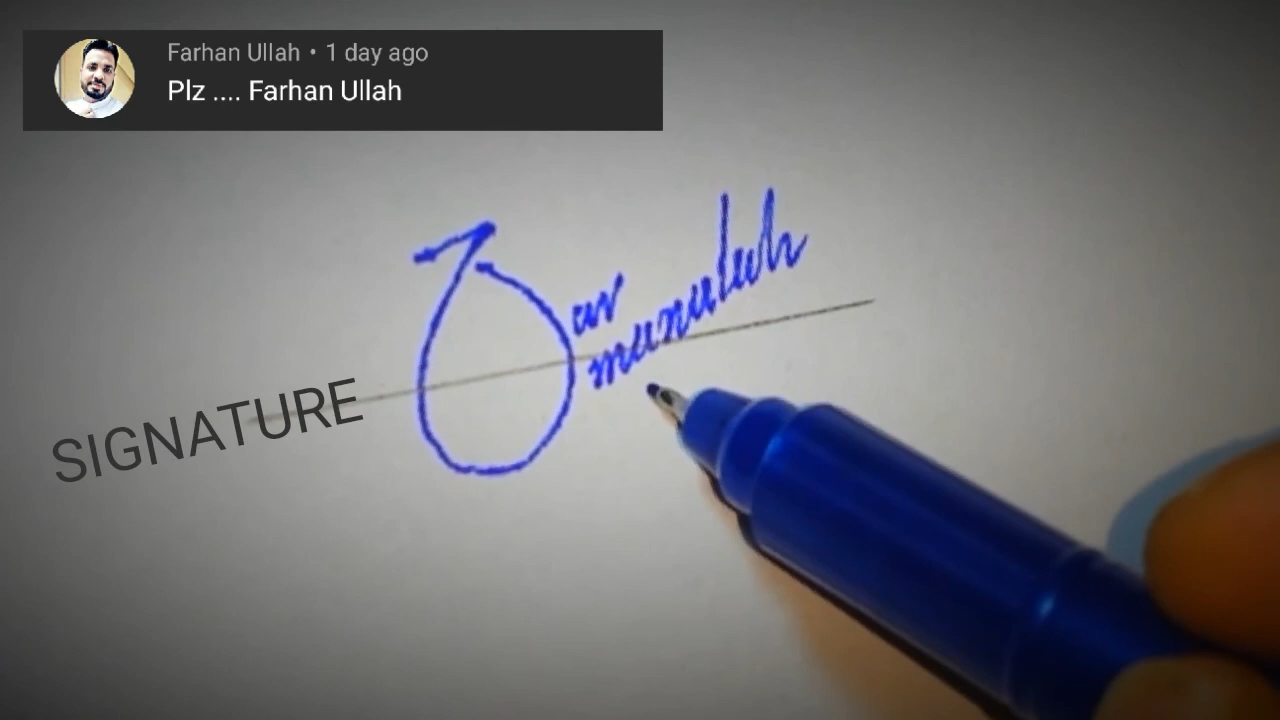 Farhan Ullah • 1 day ago
Plz .... Farhan Ullah
SIGNATURE